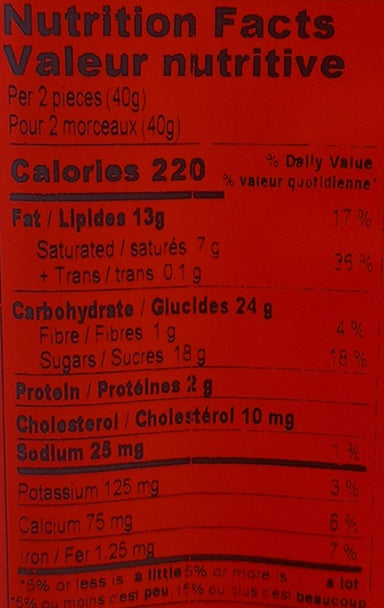 Nutrition Facts
Valeur nutritive
Per 2 pieces (40g)
Pour 2 morceaux (40g)
Calories 220 % Daily Value*
% valeur quotidienne*
Fat / Lipides 13g 17 %
Saturated / saturés 7 g
+ Trans / trans 0.1 g 36 %
Carbohydrate / Glucides 24 g
Fibre / Fibres 1 g 4 %
Sugars / Sucres 18 g 18 %
Protein / Protéines 2 g
Cholesterol / Cholestérol 10 mg
Sodium 25 mg 1 %
Potassium 125 mg 3 %
Calcium 75 mg 6 %
Iron / Fer 1.25 mg 7 %
*5% or less is a little 15% or more is a lot
*5% ou moins c'est peu, 15% ou plus c'est beaucoup